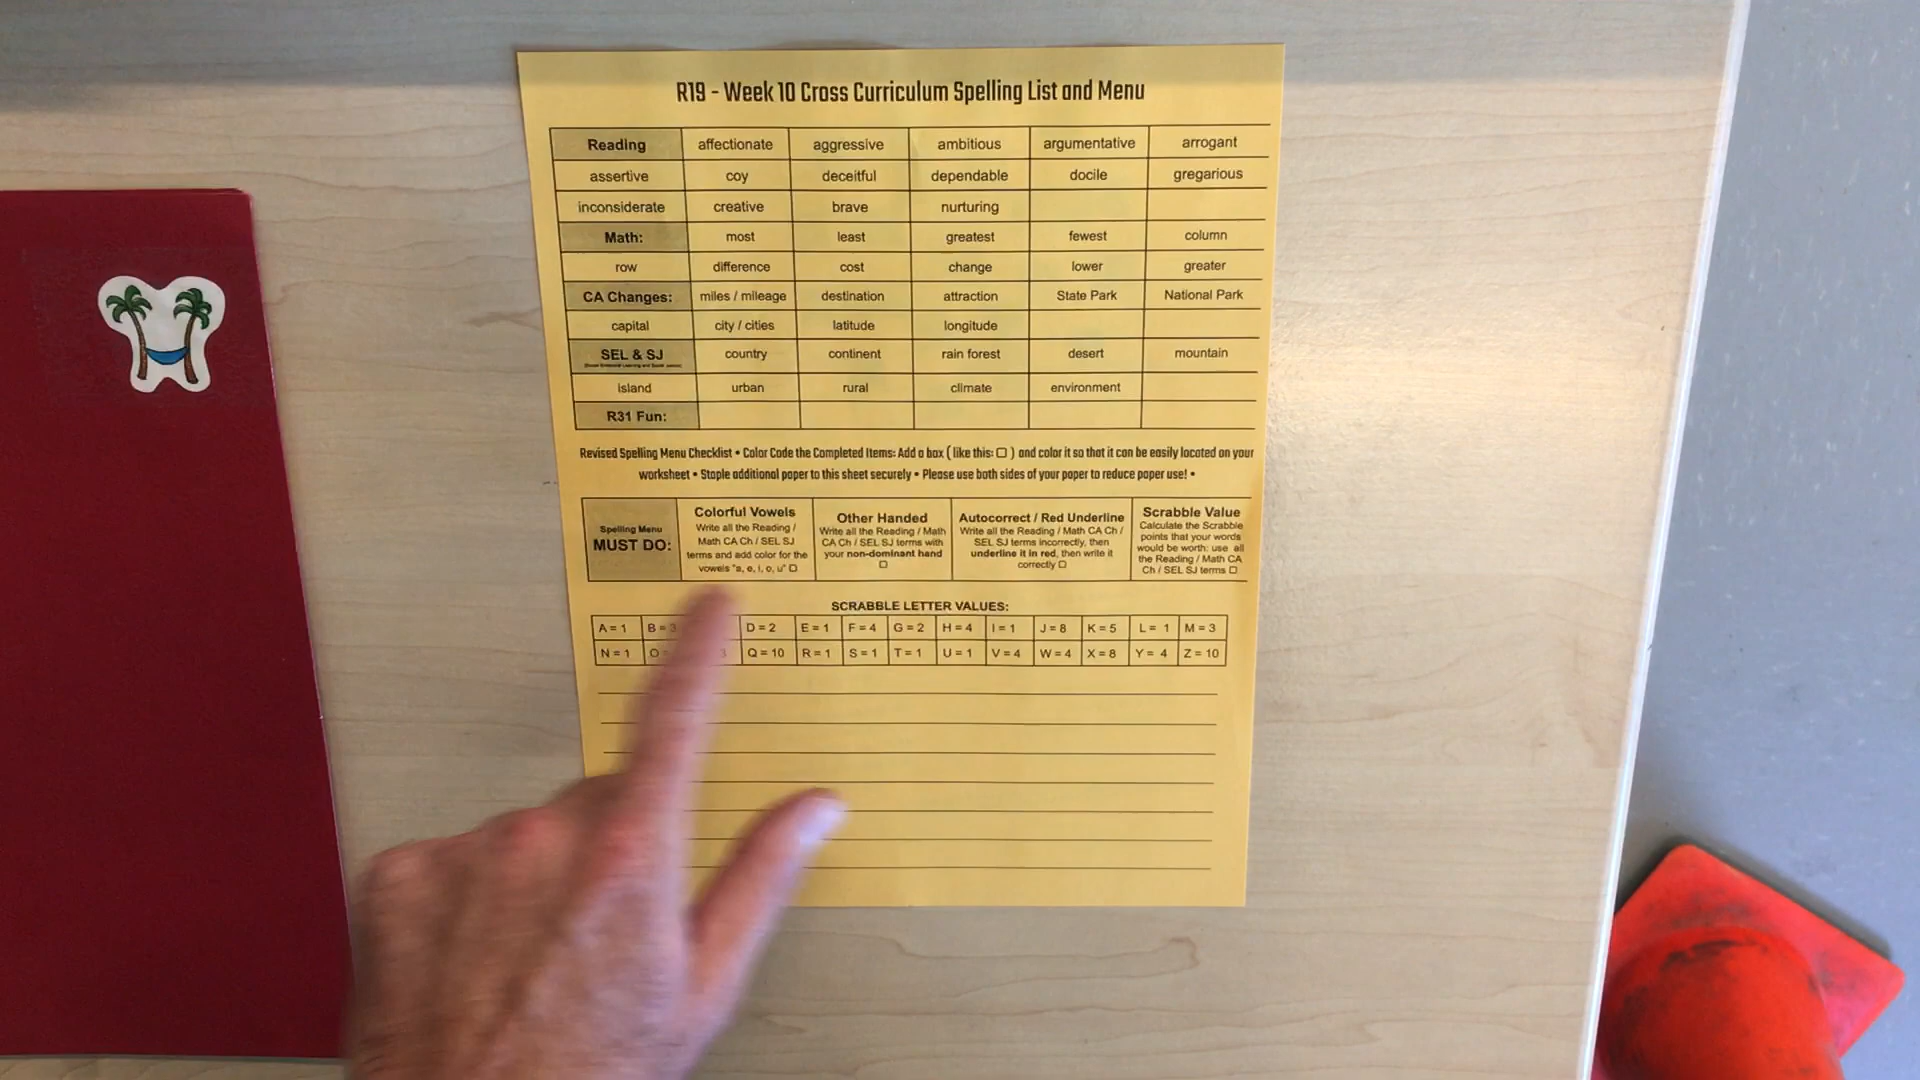 R19 - Week 10 Cross Curriculum Spelling List and Menu
Reading affectionate aggressive ambitious argumentative arrogant
assertive coy deceitful dependable docile gregarious
inconsiderate creative brave nurturing
Math: most least greatest fewest column
row difference cost change lower greater
CA Changes: miles / mileage destination attraction State Park National Park
capital city / cities latitude longitude
SEL & SJ country continent rain forest desert mountain
(Social Emotional Learning and Social Justice)
island urban rural climate environment
R31 Fun:
Revised Spelling Menu Checklist • Color Code the Completed Items: Add a box ( like this: ☐ ) and color it so that it can be easily located on your
worksheet • Staple additional paper to this sheet securely • Please use both sides of your paper to reduce paper use! •
Spelling Menu
MUST DO:
Colorful Vowels
Write all the Reading /
Math CA Ch / SEL SJ
terms and add color for the
vowels "a, e, i, o, u" ☐
Other Handed
Write all the Reading / Math
CA Ch / SEL SJ terms with
your non-dominant hand
☐
Autocorrect / Red Underline
Write all the Reading / Math CA Ch /
SEL SJ terms incorrectly, then
underline it in red, then write it
correctly ☐
Scrabble Value
Calculate the Scrabble
points that your words
would be worth: use all
the Reading / Math CA
Ch / SEL SJ terms ☐
SCRABBLE LETTER VALUES:
A = 1 B = 3 D = 2 E = 1 F = 4 G = 2 H = 4 I = 1 J = 8 K = 5 L = 1 M = 3
N = 1 O = 3 Q = 10 R = 1 S = 1 T = 1 U = 1 V = 4 W = 4 X = 8 Y = 4 Z = 10